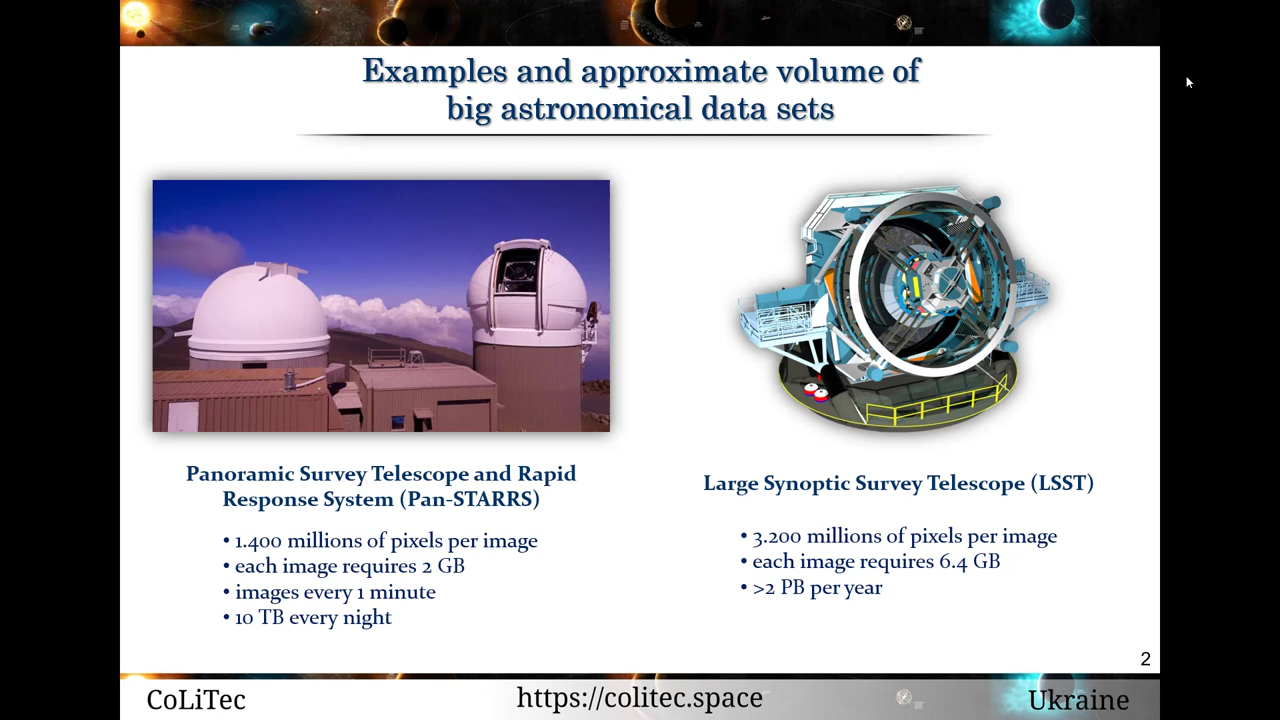 Examples and approximate volume of
big astronomical data sets
Panoramic Survey Telescope and Rapid
Response System (Pan-STARRS)
• 1.400 millions of pixels per image
• each image requires 2 GB
• images every 1 minute
• 10 TB every night
Large Synoptic Survey Telescope (LSST)
• 3.200 millions of pixels per image
• each image requires 6.4 GB
• >2 PB per year
2
CoLiTec
https://colitec.space
Ukraine